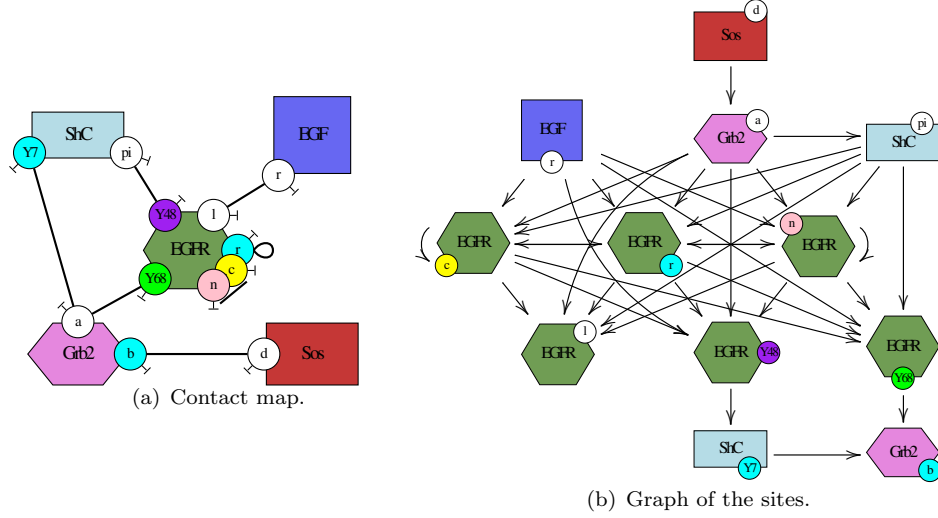 ShC
Y7
pi
EGF
r
Y48
l
EGFR
r
c
Y68
n
a
Grb2
b
d
Sos
(a) Contact map.
d
Sos
EGF
r
a
Grb2
pi
ShC
EGFR
c
EGFR
r
n
EGFR
l
EGFR
EGFR
Y48
EGFR
Y68
ShC
Y7
Grb2
b
(b) Graph of the sites.